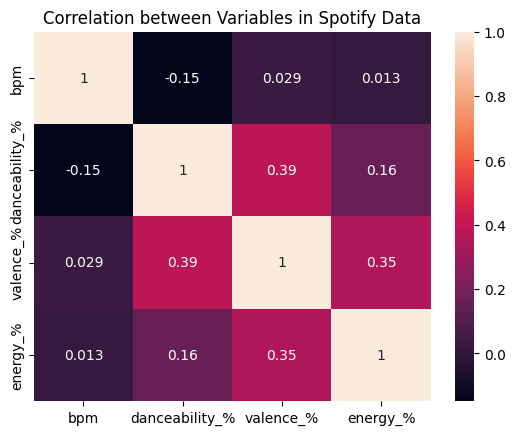 Correlation between Variables in Spotify Data
bpm
1
-0.15
0.029
0.013
danceability_%
-0.15
1
0.39
0.16
valence_%
0.029
0.39
1
0.35
energy_%
0.013
0.16
0.35
1
bpm
danceability_%
valence_%
energy_%
1.0
0.8
0.6
0.4
0.2
0.0